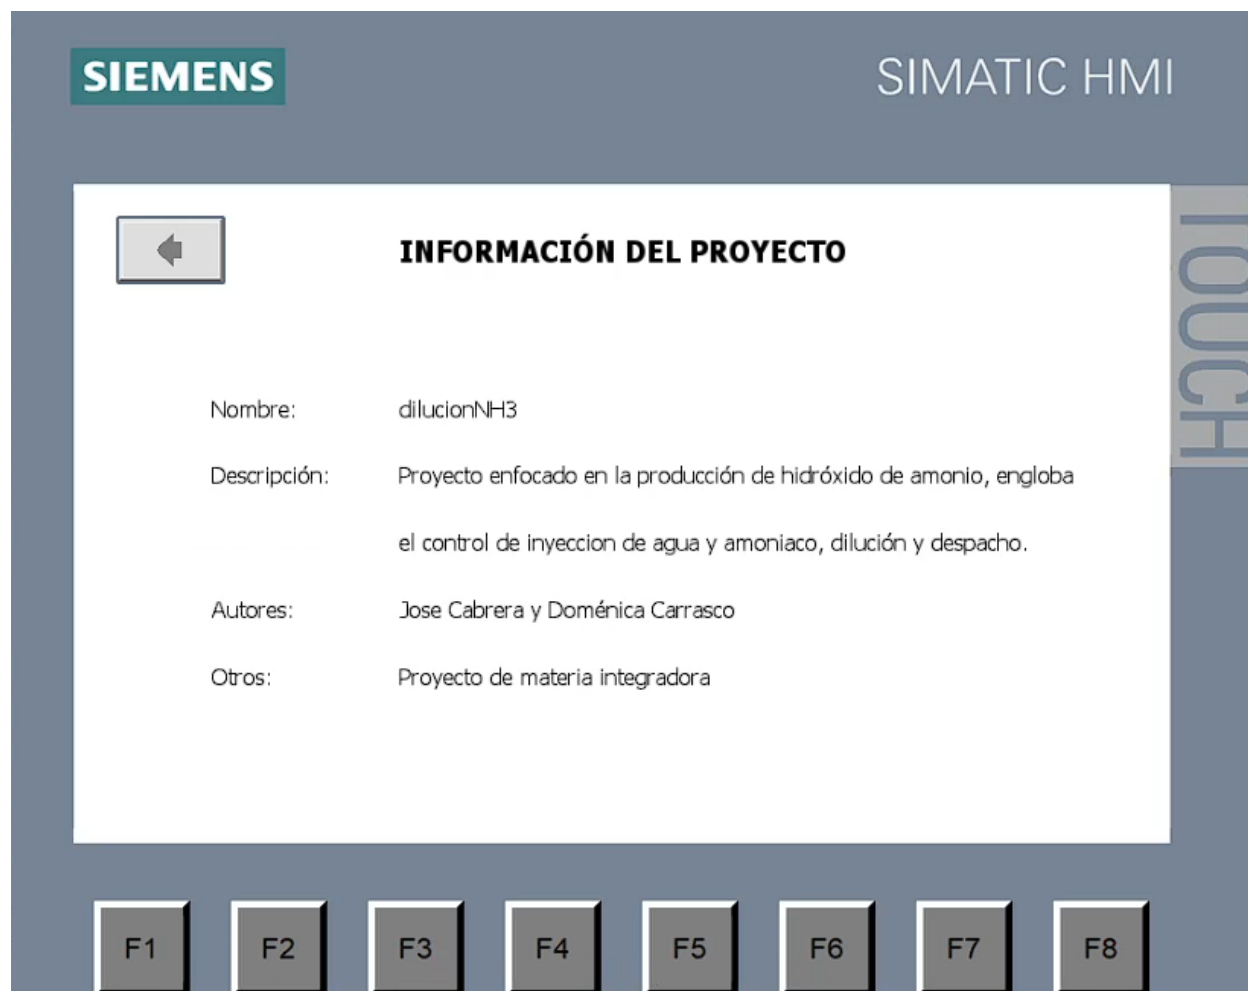 SIEMENS
SIMATIC HMI
TOUCH
INFORMACIÓN DEL PROYECTO
Nombre: dilucionNH3
Descripción: Proyecto enfocado en la producción de hidróxido de amonio, engloba
el control de inyeccion de agua y amoniaco, dilución y despacho.
Autores: Jose Cabrera y Doménica Carrasco
Otros: Proyecto de materia integradora
F1 F2 F3 F4 F5 F6 F7 F8